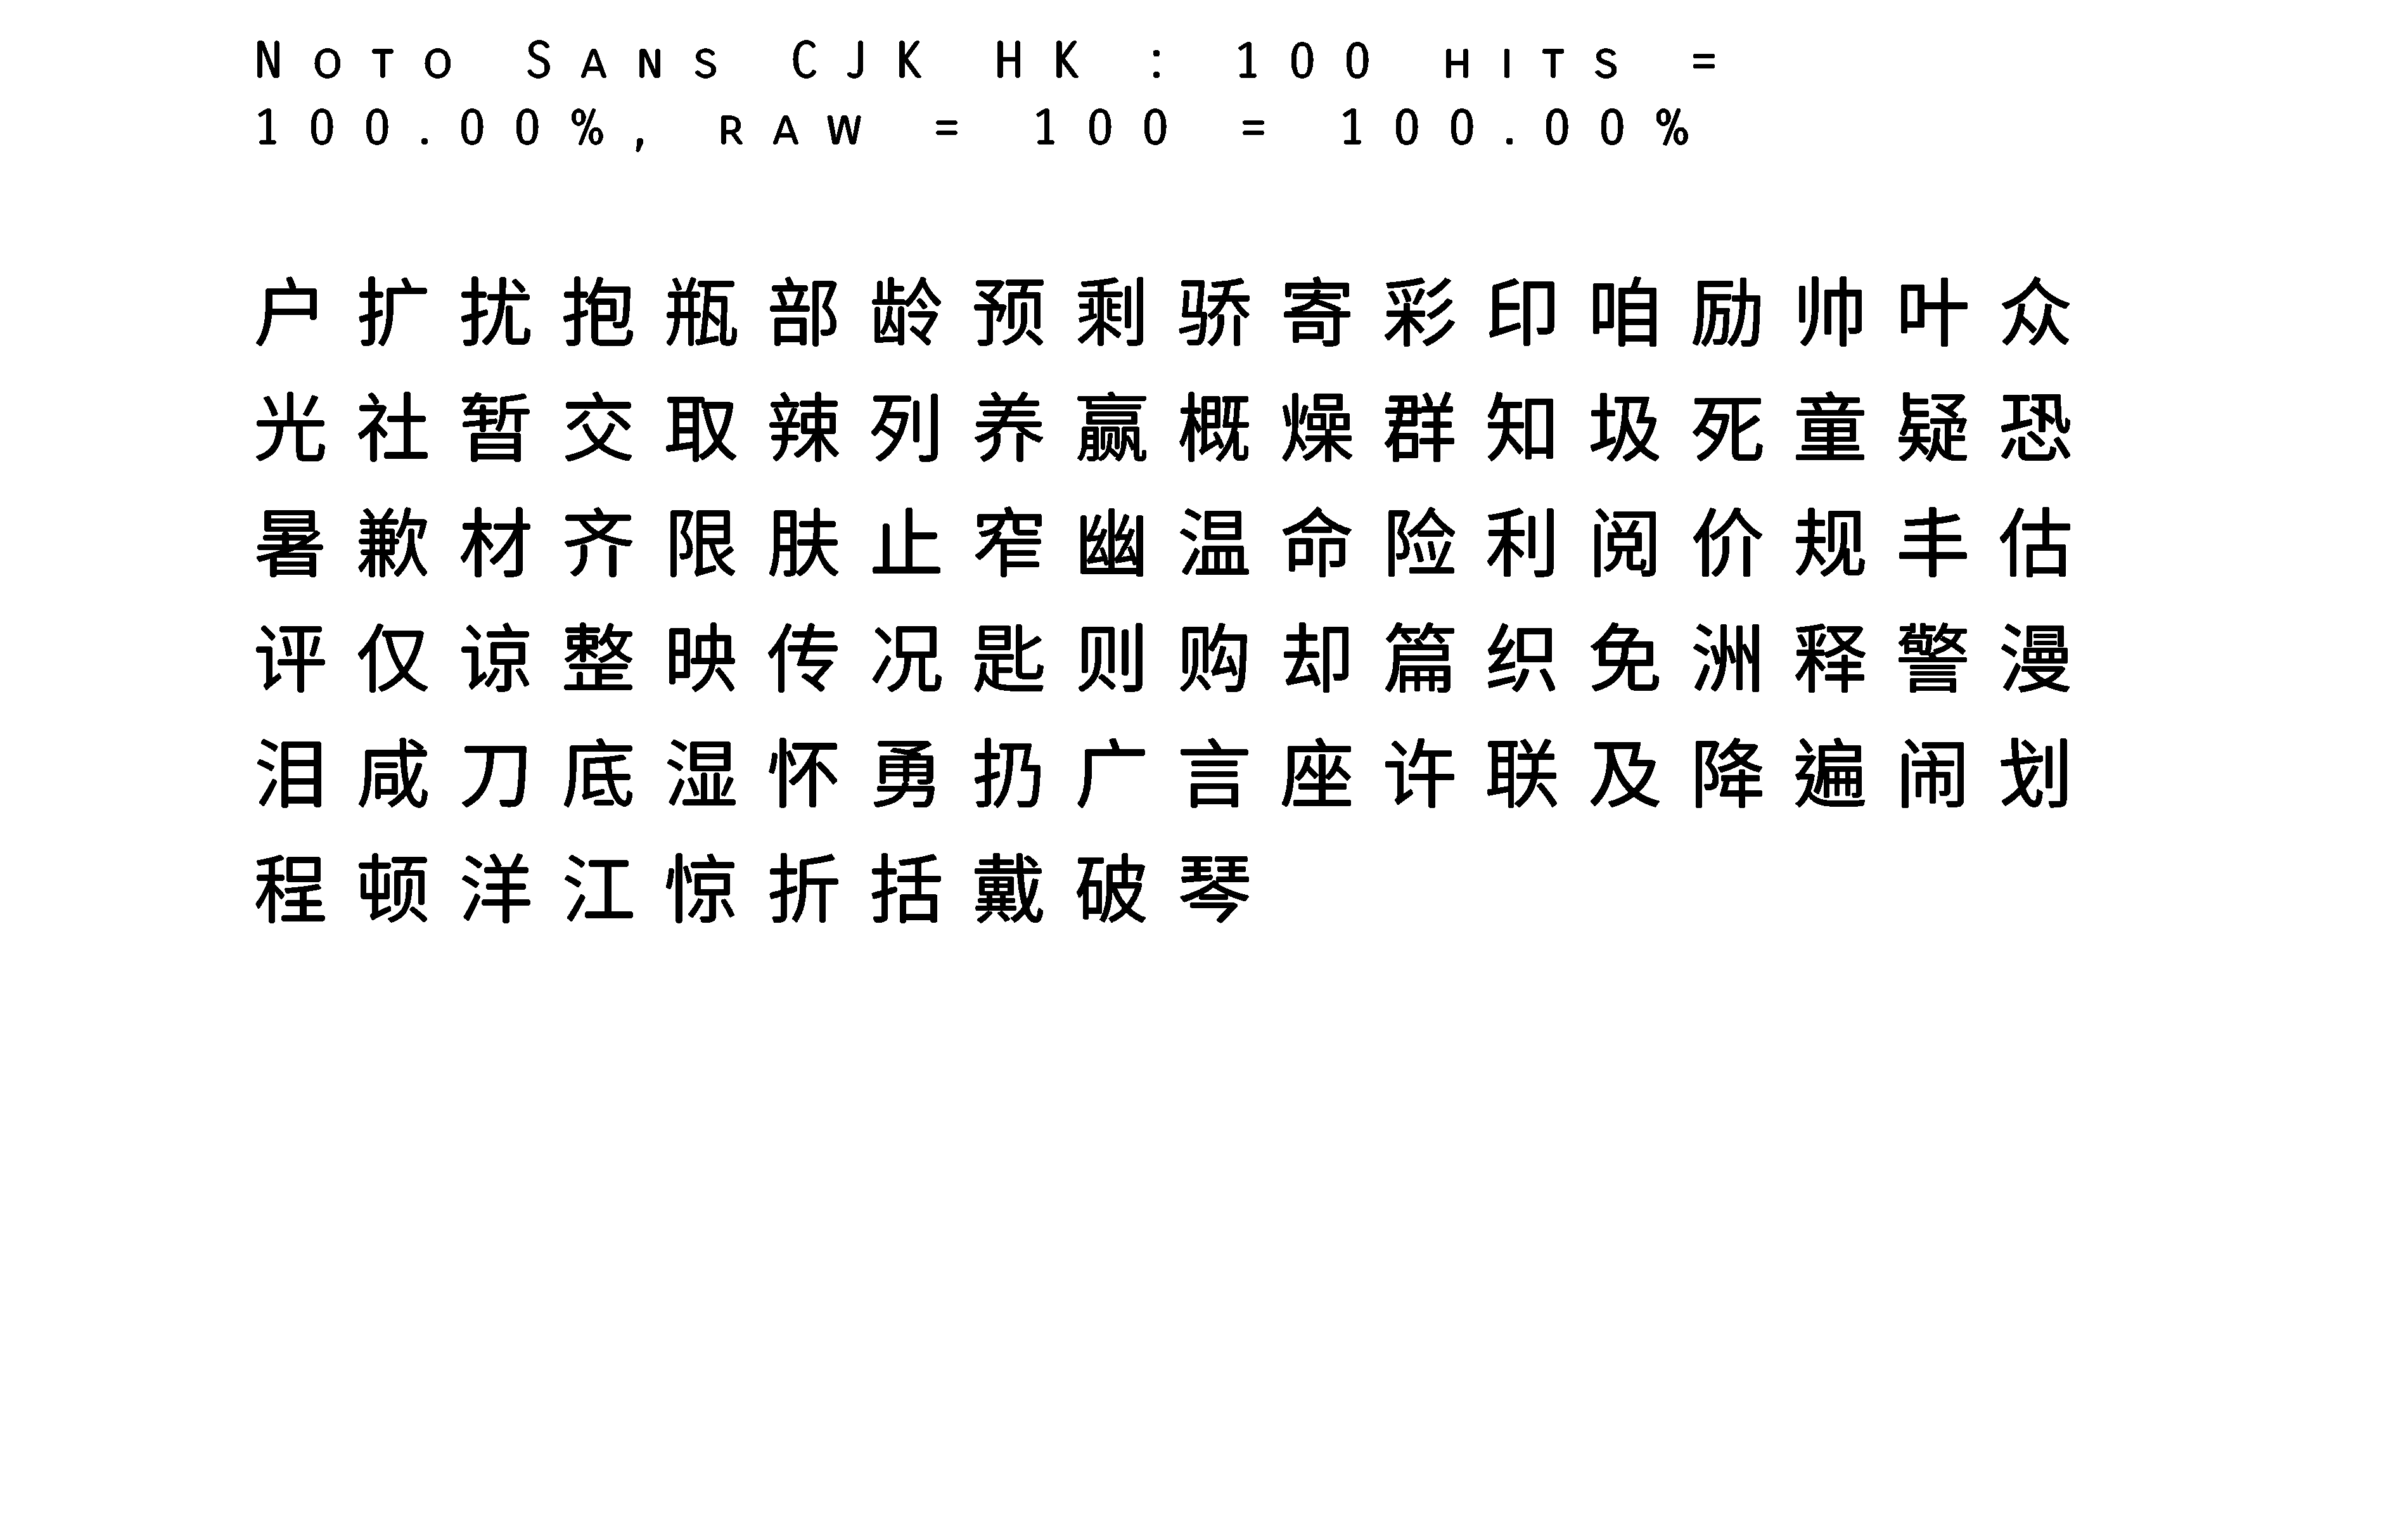 Noto Sans CJK HK : 100 hits =
100.00%, raw = 100 = 100.00%
户扩扰抱瓶部龄预剩骄寄彩印咱励帅叶众
光社暂交取辣列养赢概燥群知圾死童疑恐
暑歉材齐限肤止窄幽温命险利阅价规丰估
评仅谅整映传况匙则购却篇织免洲释警漫
泪咸刀底湿怀勇扔广言座许联及降遍闹划
程顿洋江惊折括戴破琴